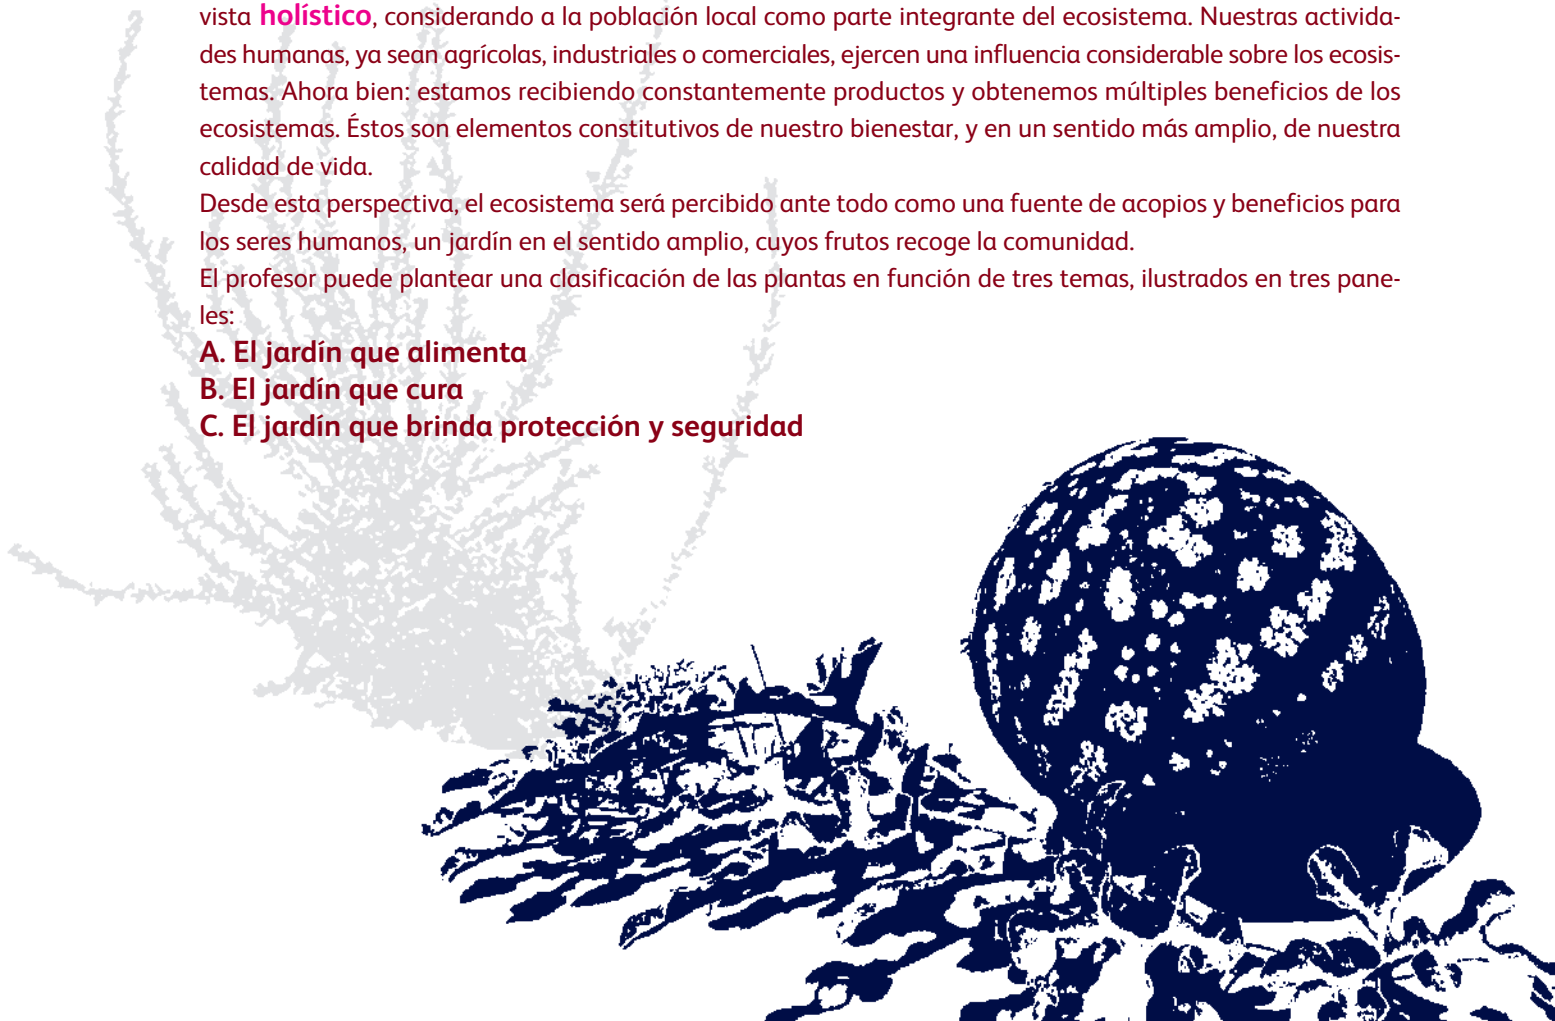 vista holístico, considerando a la población local como parte integrante del ecosistema. Nuestras activida-
des humanas, ya sean agrícolas, industriales o comerciales, ejercen una influencia considerable sobre los ecosis-
temas. Ahora bien: estamos recibiendo constantemente productos y obtenemos múltiples beneficios de los
ecosistemas. Éstos son elementos constitutivos de nuestro bienestar, y en un sentido más amplio, de nuestra
calidad de vida.
Desde esta perspectiva, el ecosistema será percibido ante todo como una fuente de acopios y beneficios para
los seres humanos, un jardín en el sentido amplio, cuyos frutos recoge la comunidad.
El profesor puede plantear una clasificación de las plantas en función de tres temas, ilustrados en tres pane-
les:
A. El jardín que alimenta
B. El jardín que cura
C. El jardín que brinda protección y seguridad